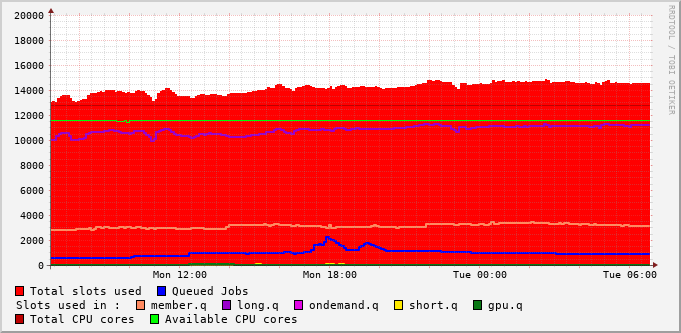 20000
18000
16000
14000
12000
10000
8000
6000
4000
2000
0
Mon 12:00 Mon 18:00 Tue 00:00 Tue 06:00
Total slots used Queued Jobs
Slots used in : member.q long.q ondemand.q short.q gpu.q
Total CPU cores Available CPU cores
RRDTOOL / TOBI OETIKER